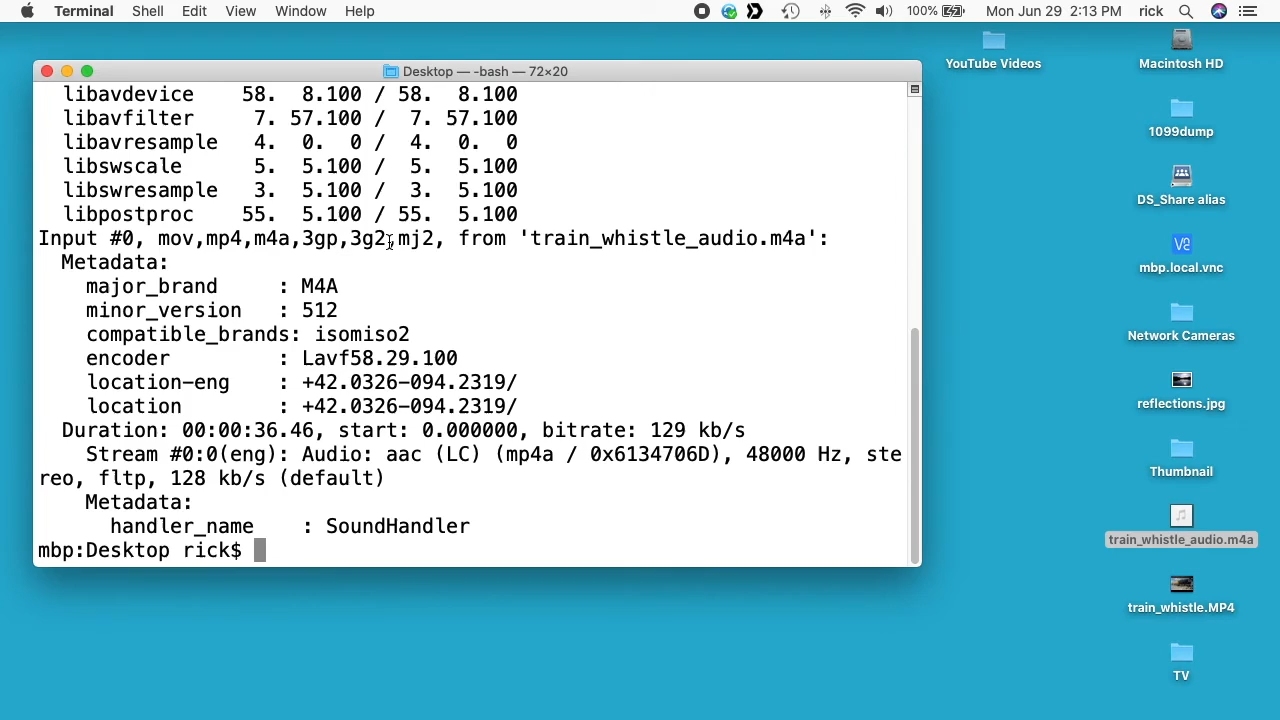 Terminal Shell Edit View Window Help 100% Mon Jun 29 2:13 PM rick
Desktop — -bash — 72×20
libavdevice 58. 8.100 / 58. 8.100
libavfilter 7. 57.100 / 7. 57.100
libavresample 4. 0. 0 / 4. 0. 0
libswscale 5. 5.100 / 5. 5.100
libswresample 3. 5.100 / 3. 5.100
libpostproc 55. 5.100 / 55. 5.100
Input #0, mov,mp4,m4a,3gp,3g2,mj2, from 'train_whistle_audio.m4a':
Metadata:
major_brand : M4A
minor_version : 512
compatible_brands: isomiso2
encoder : Lavf58.29.100
location-eng : +42.0326-094.2319/
location : +42.0326-094.2319/
Duration: 00:00:36.46, start: 0.000000, bitrate: 129 kb/s
Stream #0:0(eng): Audio: aac (LC) (mp4a / 0x6134706D), 48000 Hz, ste
reo, fltp, 128 kb/s (default)
Metadata:
handler_name : SoundHandler
mbp:Desktop rick$
YouTube Videos
Macintosh HD
1099dump
DS_Share alias
V2
mbp.local.vnc
Network Cameras
reflections.jpg
Thumbnail
train_whistle_audio.m4a
train_whistle.MP4
TV